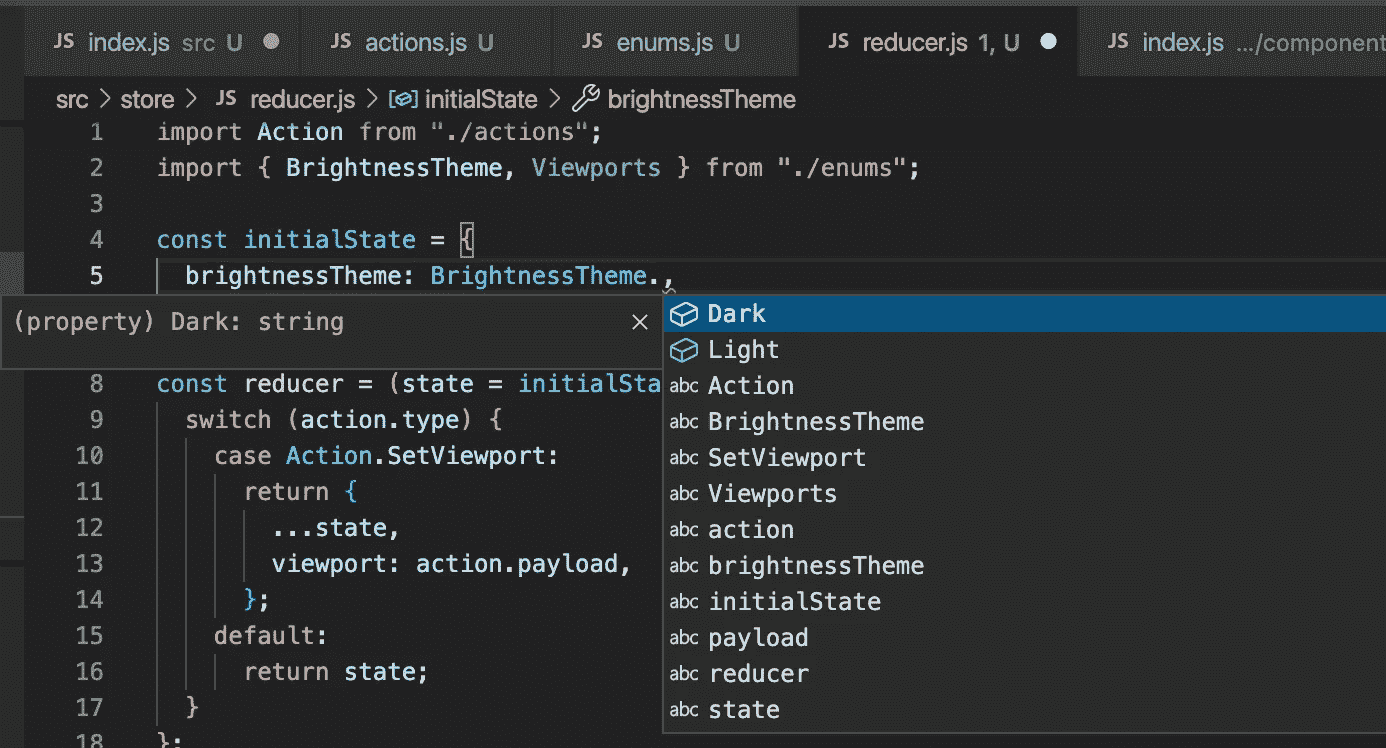 JS index.js src U JS actions.js U JS enums.js U JS reducer.js 1, U JS index.js .../component
src > store > JS reducer.js > initialState > brightnessTheme
1 import Action from "./actions";
2 import { BrightnessTheme, Viewports } from "./enums";
3
4 const initialState = {
5 brightnessTheme: BrightnessTheme.,
(property) Dark: string
Dark
Light
abc Action
abc BrightnessTheme
abc SetViewport
abc Viewports
abc action
abc brightnessTheme
abc initialState
abc payload
abc reducer
abc state
8 const reducer = (state = initialSta
9 switch (action.type) {
10 case Action.SetViewport:
11 return {
12 ...state,
13 viewport: action.payload,
14 };
15 default:
16 return state;
17 }
18 };